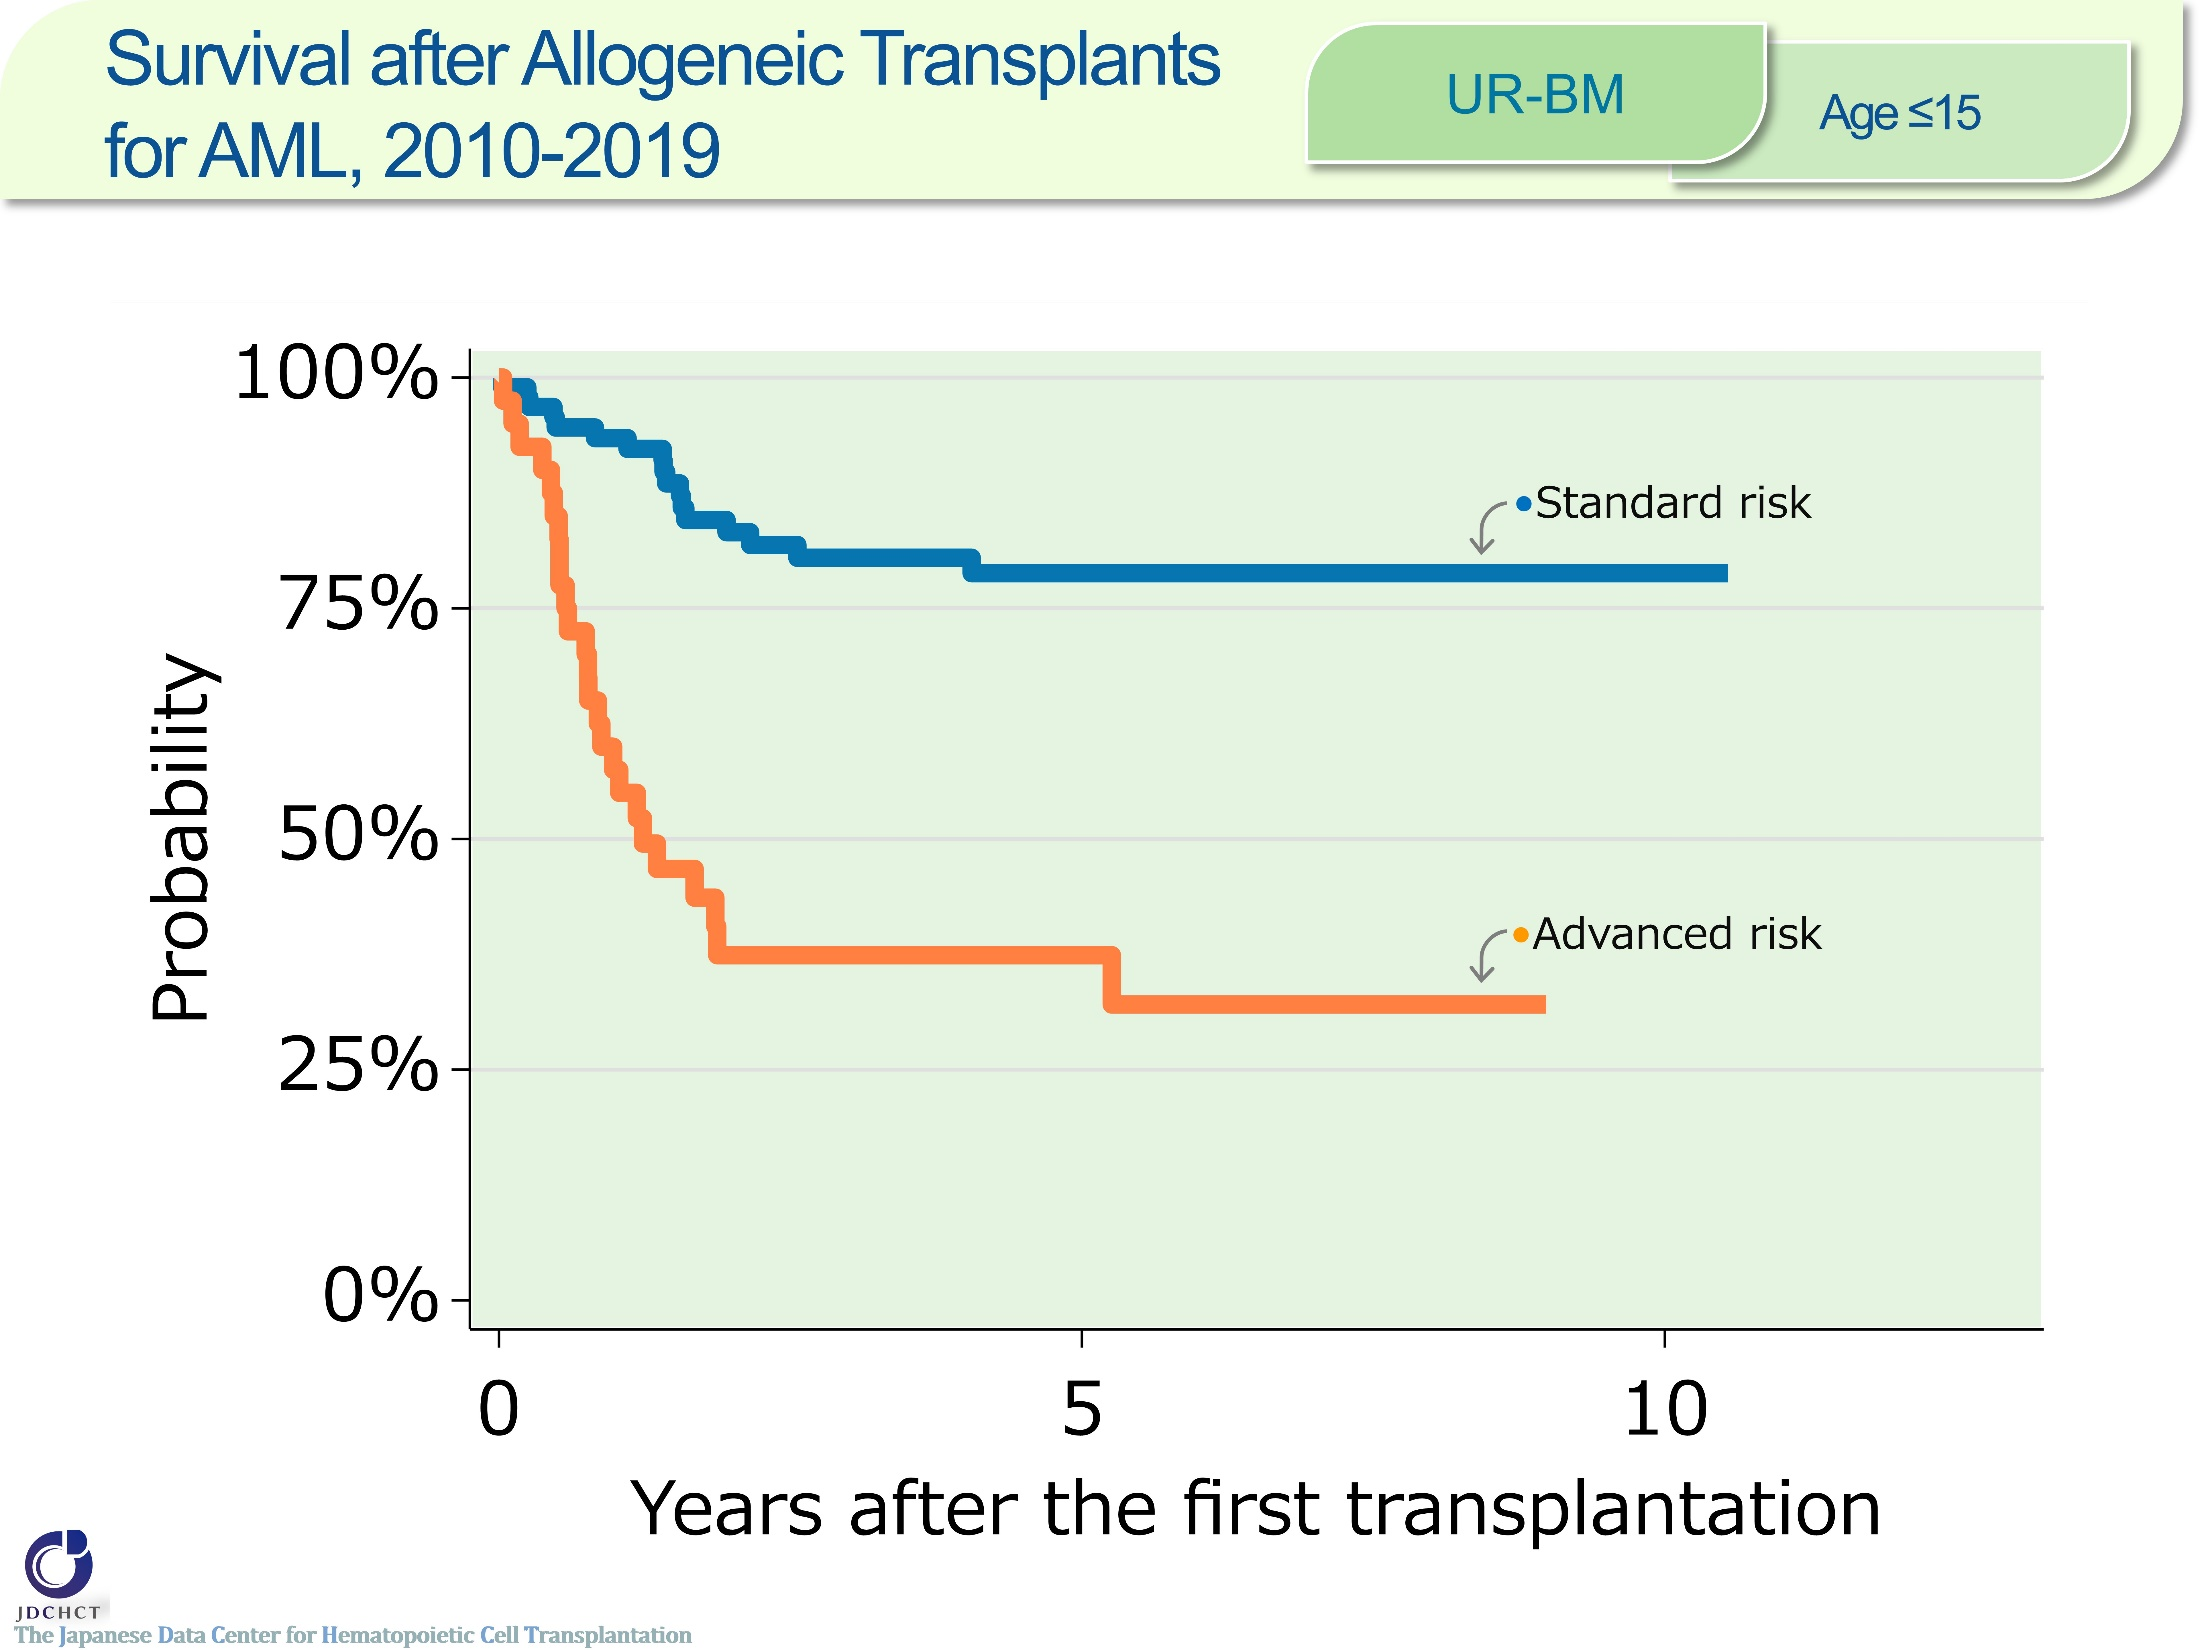 Survival after Allogeneic Transplants
for AML, 2010-2019
UR-BM
Age ≤15
100%
75%
50%
25%
0%
Probability
•Standard risk
•Advanced risk
0 5 10
Years after the first transplantation
JDCHCT
The Japanese Data Center for Hematopoietic Cell Transplantation